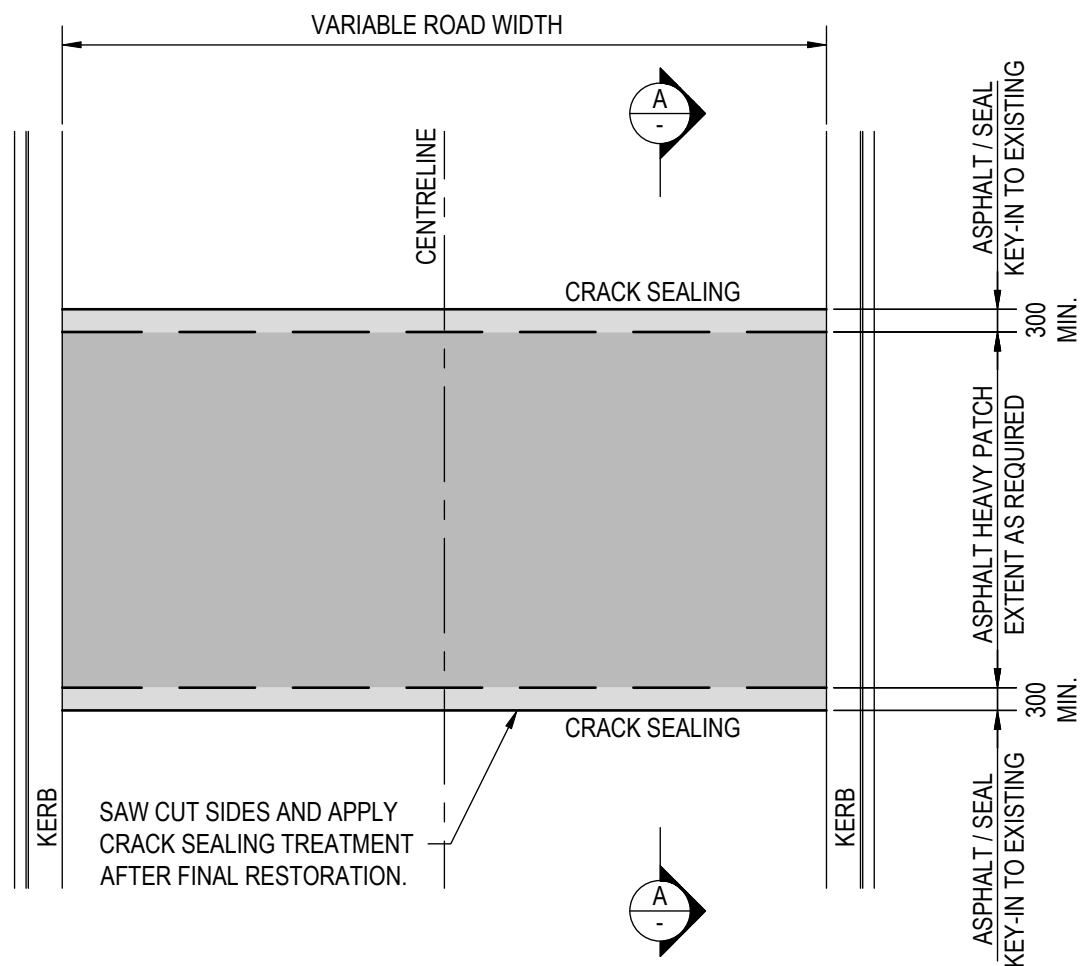 VARIABLE ROAD WIDTH
A
-
CENTRELINE
ASPHALT / SEAL
KEY-IN TO EXISTING
CRACK SEALING
300
MIN.
ASPHALT HEAVY PATCH
EXTENT AS REQUIRED
300
MIN.
CRACK SEALING
KERB
SAW CUT SIDES AND APPLY
CRACK SEALING TREATMENT
AFTER FINAL RESTORATION.
KERB
ASPHALT / SEAL
KEY-IN TO EXISTING
A
-